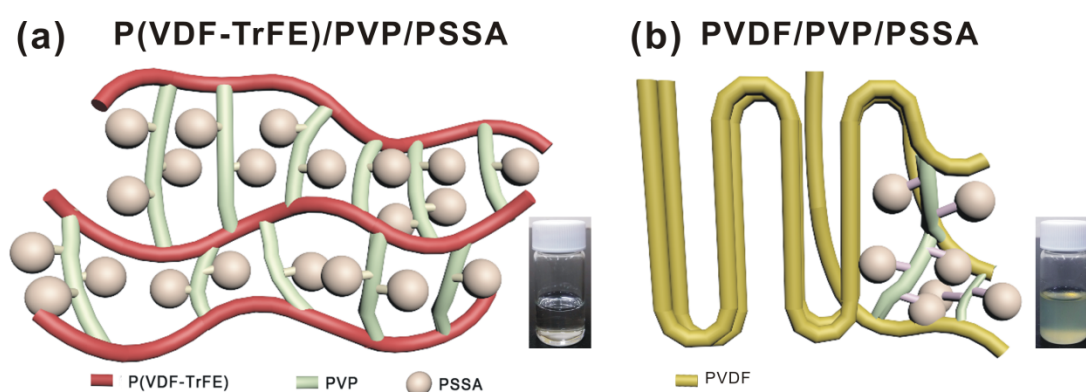 (a) P(VDF-TrFE)/PVP/PSSA
(b) PVDF/PVP/PSSA
P(VDF-TrFE) PVP PSSA
PVDF